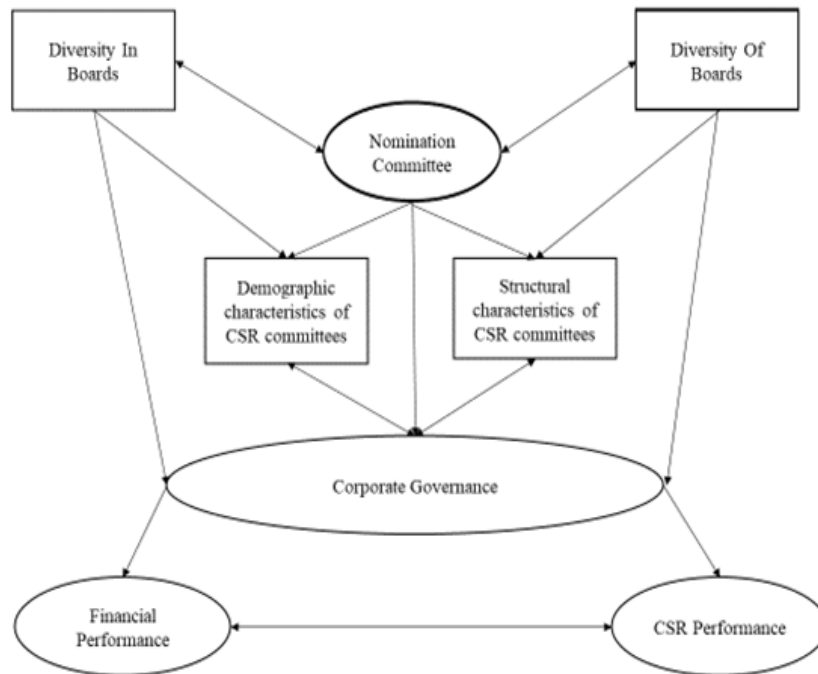 Diversity In
Boards
Diversity Of
Boards
Nomination
Committee
Demographic
characteristics of
CSR committees
Structural
characteristics of
CSR committees
Corporate Governance
Financial
Performance
CSR Performance